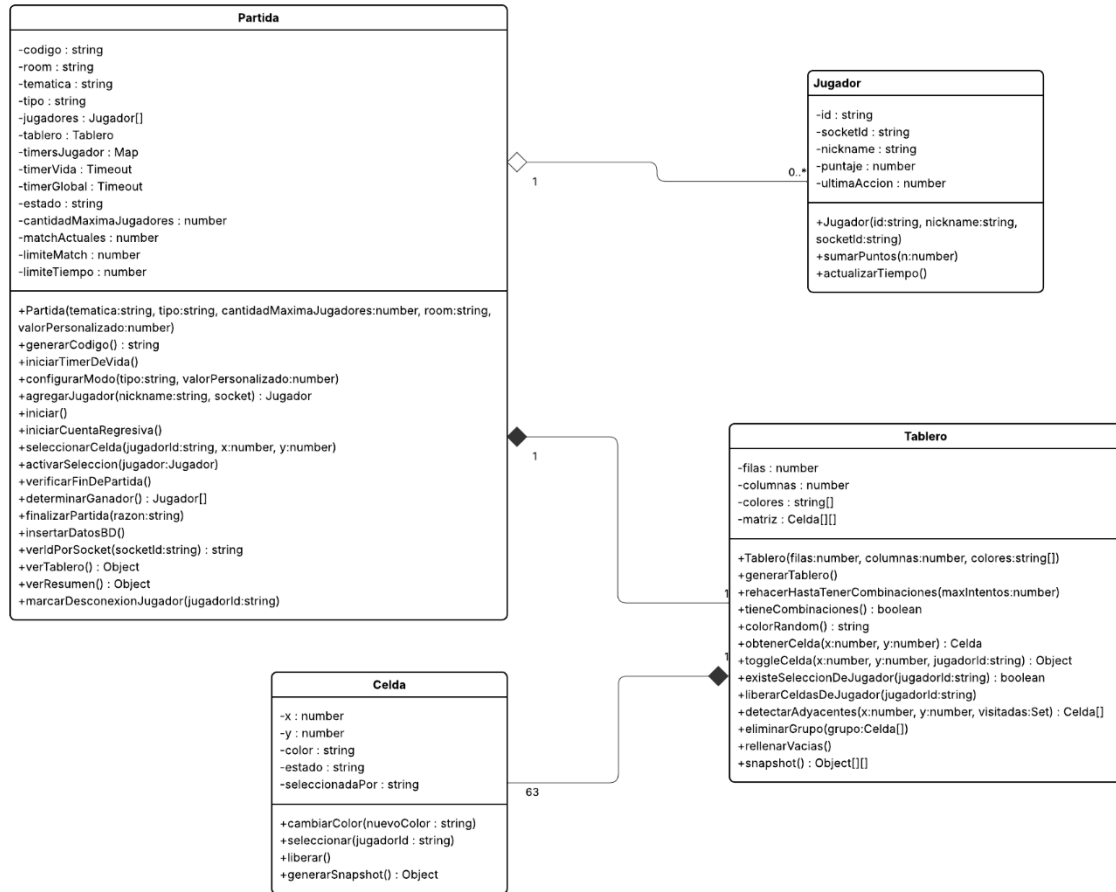 Partida
-codigo : string
-room : string
-tematica : string
-tipo : string
-jugadores : Jugador[]
-tablero : Tablero
-timersJugador : Map
-timerVida : Timeout
-timerGlobal : Timeout
-estado : string
-cantidadMaximaJugadores : number
-matchActuales : number
-limiteMatch : number
-limiteTiempo : number
+Partida(tematica:string, tipo:string, cantidadMaximaJugadores:number, room:string,
valorPersonalizado:number)
+generarCodigo() : string
+iniciarTimerDeVida()
+configurarModo(tipo:string, valorPersonalizado:number)
+agregarJugador(nickname:string, socket) : Jugador
+iniciar()
+iniciarCuentaRegresiva()
+seleccionarCelda(jugadorId:string, x:number, y:number)
+activarSeleccion(jugador:Jugador)
+verificarFinDePartida()
+determinarGanador() : Jugador[]
+finalizarPartida(razon:string)
+insertarDatosBD()
+verIdPorSocket(socketId:string) : string
+verTablero() : Object
+verResumen() : Object
+marcarDesconexionJugador(jugadorId:string)
1
0..*
Jugador
-id : string
-socketId : string
-nickname : string
-puntaje : number
-ultimaAccion : number
+Jugador(id:string, nickname:string,
socketId:string)
+sumarPuntos(n:number)
+actualizarTiempo()
1
1
Tablero
-filas : number
-columnas : number
-colores : string[]
-matriz : Celda[][]
+Tablero(filas:number, columnas:number, colores:string[])
+generarTablero()
+rehacerHastaTenerCombinaciones(maxIntentos:number)
+tieneCombinaciones() : boolean
+colorRandom() : string
+obtenerCelda(x:number, y:number) : Celda
+toggleCelda(x:number, y:number, jugadorId:string) : Object
+existeSeleccionDeJugador(jugadorId:string) : boolean
+liberarCeldasDeJugador(jugadorId:string)
+detectarAdyacentes(x:number, y:number, visitadas:Set) : Celda[]
+eliminarGrupo(grupo:Celda[])
+rellenarVacias()
+snapshot() : Object[][]
1
63
Celda
-x : number
-y : number
-color : string
-estado : string
-seleccionadaPor : string
+cambiarColor(nuevoColor : string)
+seleccionar(jugadorId : string)
+liberar()
+generarSnapshot() : Object